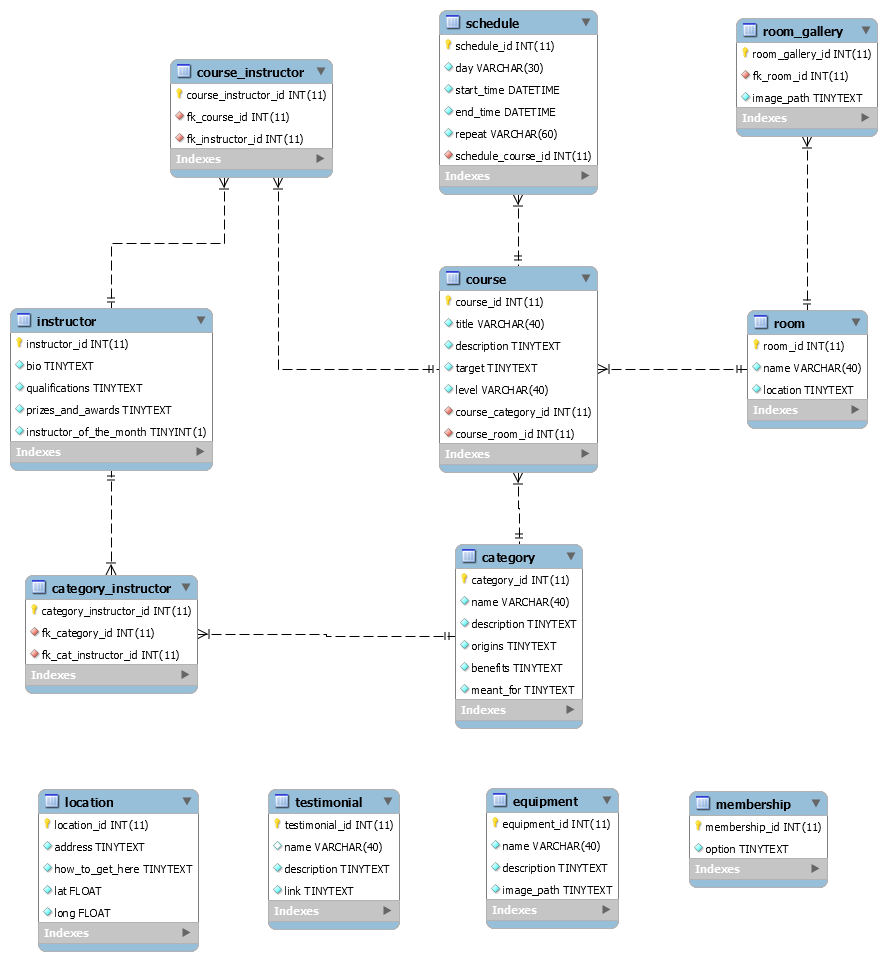 schedule
schedule_id INT(11)
day VARCHAR(30)
start_time DATETIME
end_time DATETIME
repeat VARCHAR(60)
schedule_course_id INT(11)
Indexes
room_gallery
room_gallery_id INT(11)
fk_room_id INT(11)
image_path TINYTEXT
Indexes
course_instructor
course_instructor_id INT(11)
fk_course_id INT(11)
fk_instructor_id INT(11)
Indexes
course
course_id INT(11)
title VARCHAR(40)
description TINYTEXT
target TINYTEXT
level VARCHAR(40)
course_category_id INT(11)
course_room_id INT(11)
Indexes
instructor
instructor_id INT(11)
bio TINYTEXT
qualifications TINYTEXT
prizes_and_awards TINYTEXT
instructor_of_the_month TINYINT(1)
Indexes
room
room_id INT(11)
name VARCHAR(40)
location TINYTEXT
Indexes
category
category_id INT(11)
name VARCHAR(40)
description TINYTEXT
origins TINYTEXT
benefits TINYTEXT
meant_for TINYTEXT
Indexes
category_instructor
category_instructor_id INT(11)
fk_category_id INT(11)
fk_cat_instructor_id INT(11)
Indexes
location
location_id INT(11)
address TINYTEXT
how_to_get_here TINYTEXT
lat FLOAT
long FLOAT
Indexes
testimonial
testimonial_id INT(11)
name VARCHAR(40)
description TINYTEXT
link TINYTEXT
Indexes
equipment
equipment_id INT(11)
name VARCHAR(40)
description TINYTEXT
image_path TINYTEXT
Indexes
membership
membership_id INT(11)
option TINYTEXT
Indexes